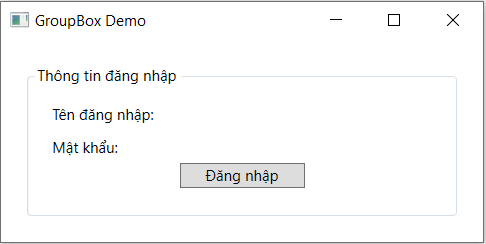 GroupBox Demo
Thông tin đăng nhập
Tên đăng nhập:
Mật khẩu:
Đăng nhập